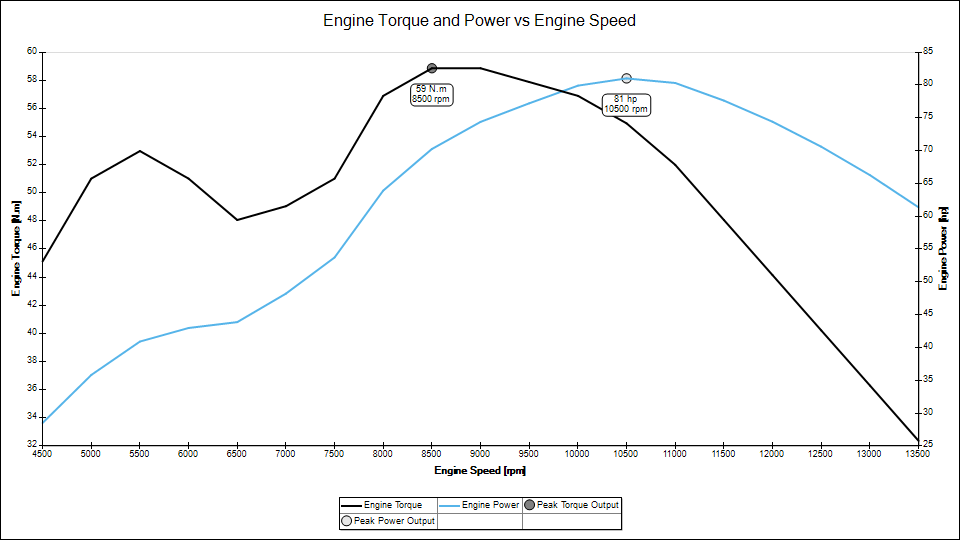 Engine Torque and Power vs Engine Speed
60
58
56
54
52
50
48
46
44
42
40
38
36
34
32
Engine Torque [N.m]
85
80
75
70
65
60
55
50
45
40
35
30
25
Engine Power [hp]
59 N.m
8500 rpm
81 hp
10500 rpm
4500 5000 5500 6000 6500 7000 7500 8000 8500 9000 9500 10000 10500 11000 11500 12000 12500 13000 13500
Engine Speed [rpm]
Engine Torque Engine Power Peak Torque Output
Peak Power Output